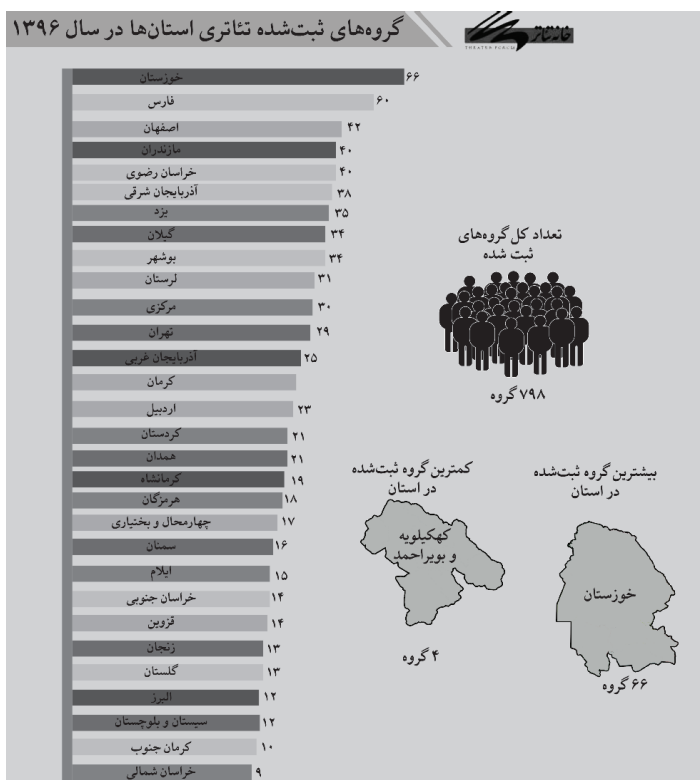 گروه‌های ثبت‌شده تئاتری استان‌ها در سال ۱۳۹۶
خانه تئاتر
THEATRE FORUM
خوزستان ۶۶
فارس ۶۰
اصفهان ۴۲
مازندران ۴۰
خراسان رضوی ۴۰
آذربایجان شرقی ۳۸
یزد ۳۵
گیلان ۳۴
بوشهر ۳۴
لرستان ۳۱
مرکزی ۳۰
تهران ۲۹
آذربایجان غربی ۲۵
کرمان
اردبیل ۲۳
کردستان ۲۱
همدان ۲۱
کرمانشاه ۱۹
هرمزگان ۱۸
چهارمحال و بختیاری ۱۷
سمنان ۱۶
ایلام ۱۵
خراسان جنوبی ۱۴
قزوین ۱۴
زنجان ۱۳
گلستان ۱۳
البرز ۱۲
سیستان و بلوچستان ۱۲
کرمان جنوب ۱۰
خراسان شمالی ۹
تعداد کل گروه‌های
ثبت شده
۷۹۸ گروه
بیشترین گروه ثبت‌شده
در استان
خوزستان
۶۶ گروه
کمترین گروه ثبت‌شده
در استان
کهکیلویه
و بویراحمد
۴ گروه